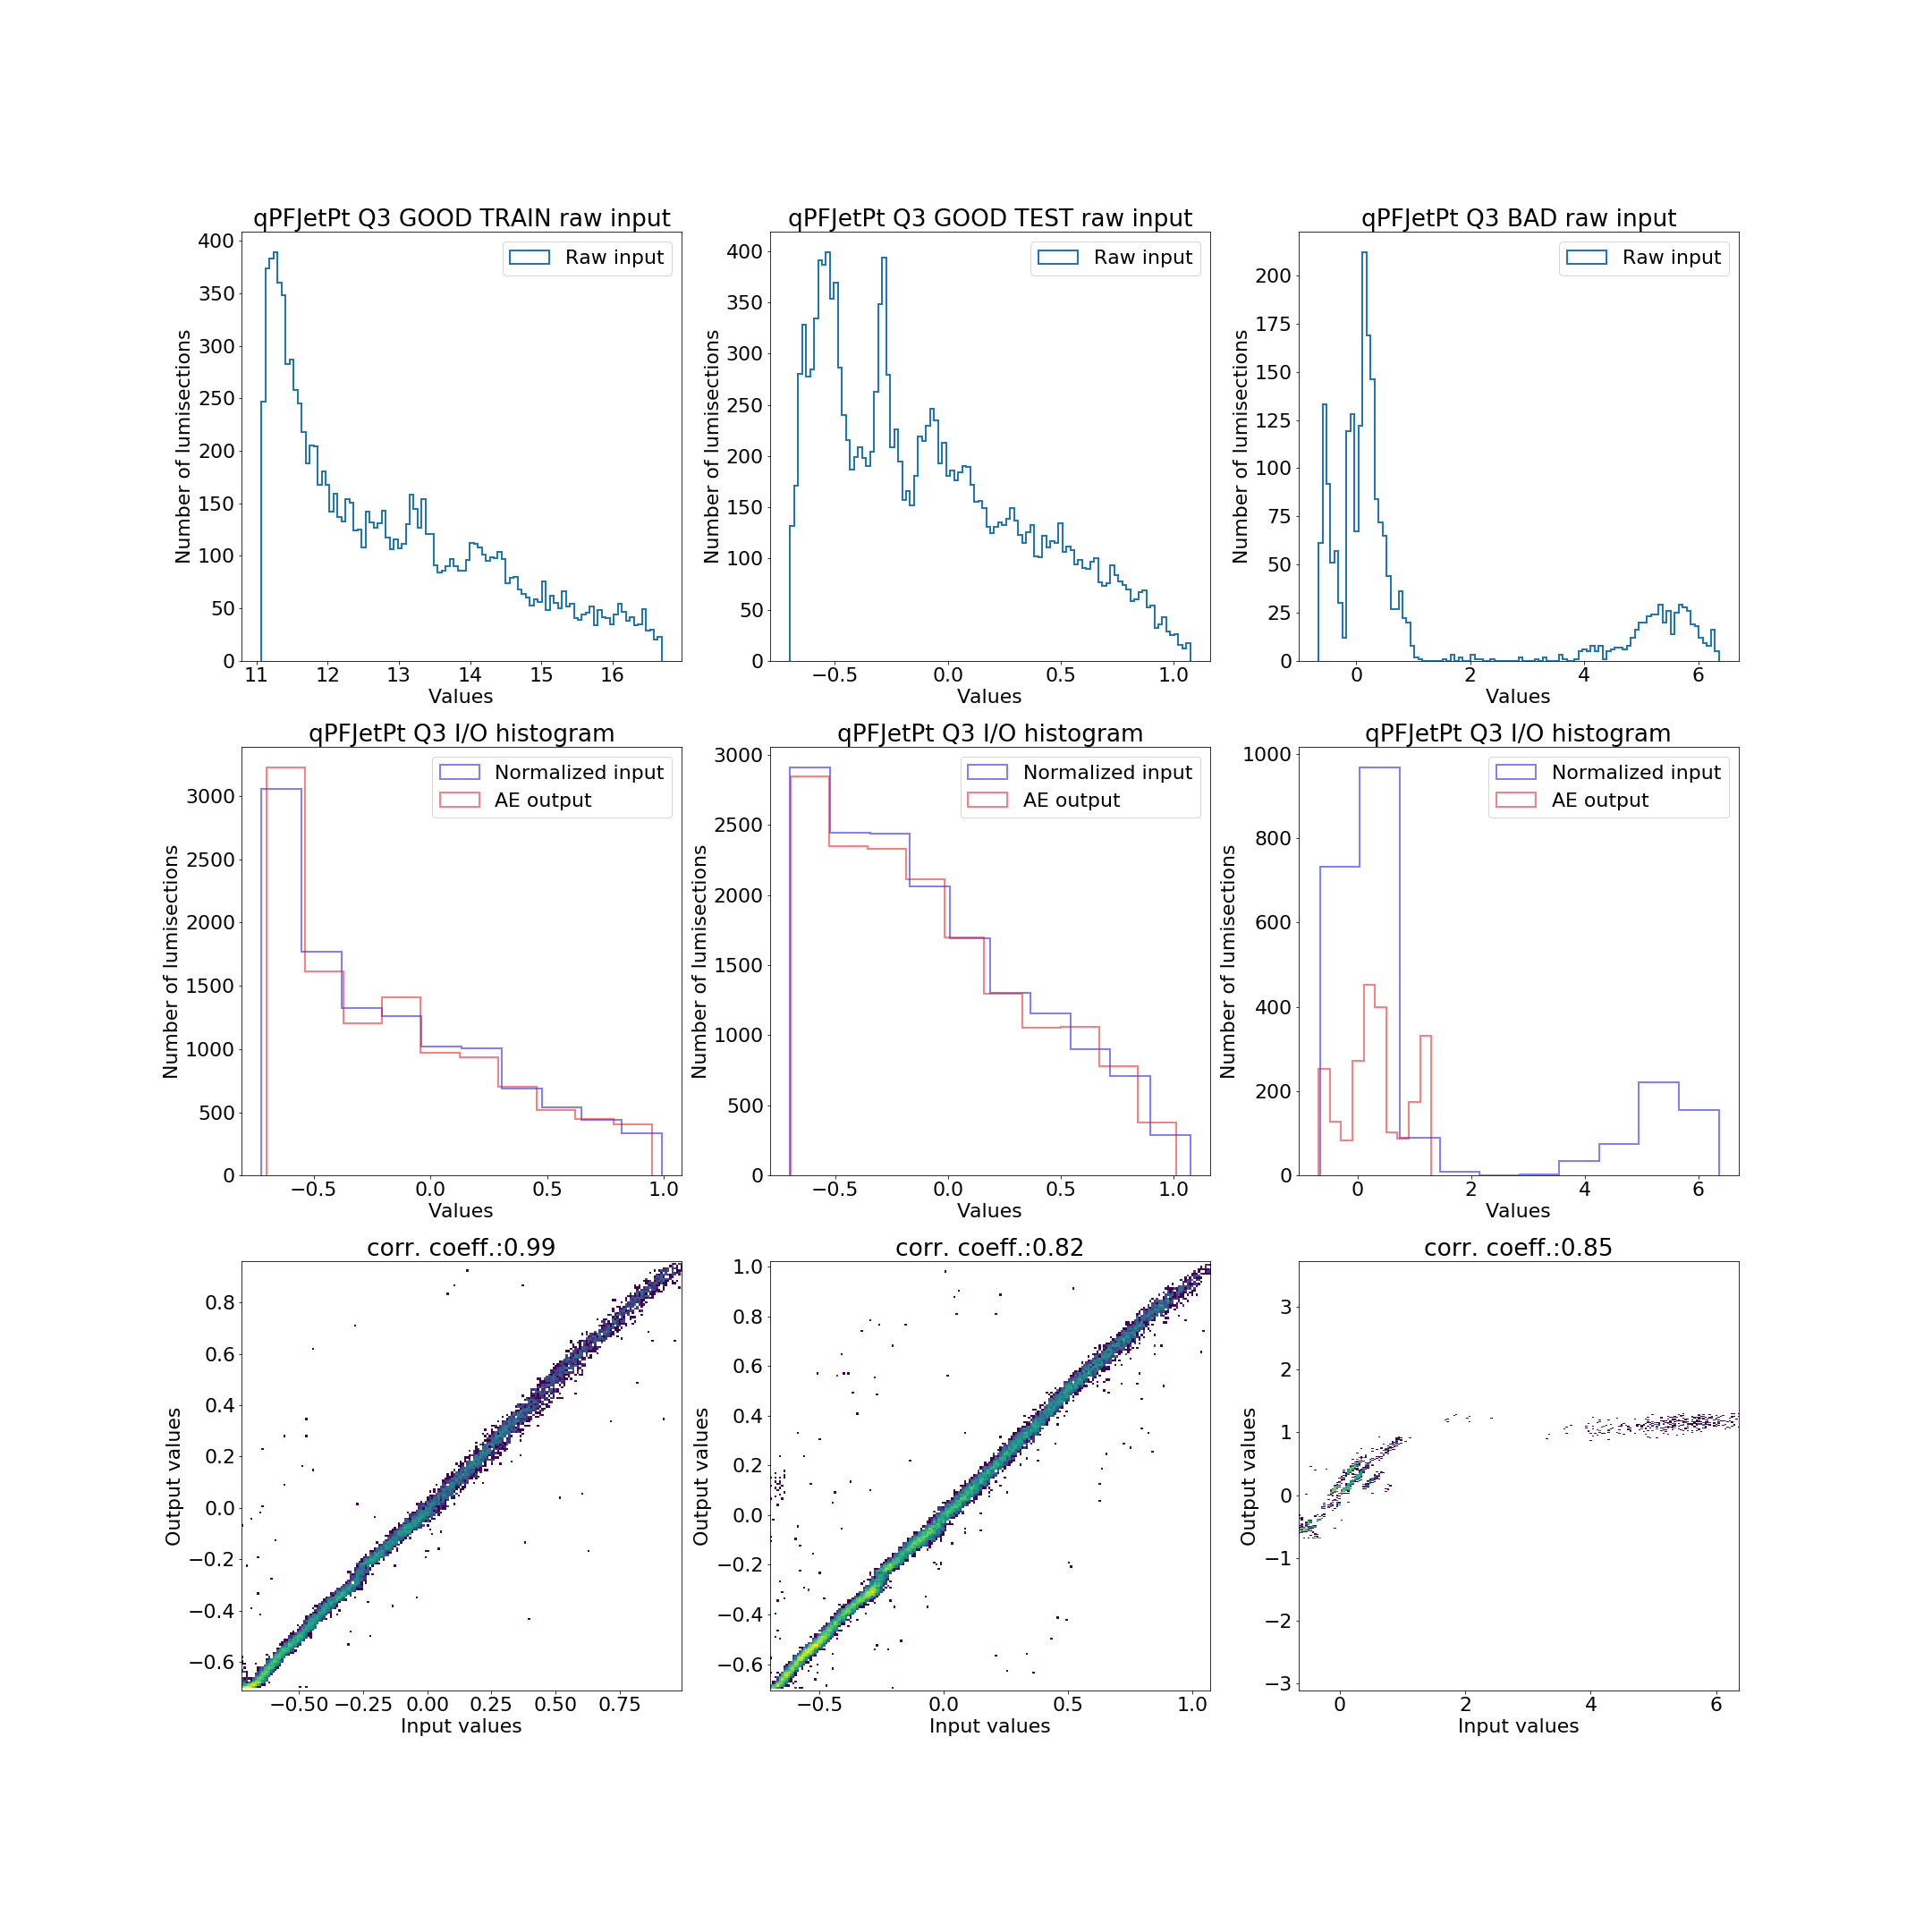 qPFJetPt Q3 GOOD TRAIN raw input
Raw input
400
350
300
250
200
150
100
50
0
Number of lumisections
11 12 13 14 15 16
Values
qPFJetPt Q3 GOOD TEST raw input
Raw input
400
350
300
250
200
150
100
50
0
Number of lumisections
−0.5 0.0 0.5 1.0
Values
qPFJetPt Q3 BAD raw input
Raw input
200
175
150
125
100
75
50
25
0
Number of lumisections
0 2 4 6
Values
qPFJetPt Q3 I/O histogram
Normalized input
AE output
3000
2500
2000
1500
1000
500
0
Number of lumisections
−0.5 0.0 0.5 1.0
Values
qPFJetPt Q3 I/O histogram
Normalized input
AE output
3000
2500
2000
1500
1000
500
0
Number of lumisections
−0.5 0.0 0.5 1.0
Values
qPFJetPt Q3 I/O histogram
Normalized input
AE output
1000
800
600
400
200
0
Number of lumisections
0 2 4 6
Values
corr. coeff.:0.99
0.8
0.6
0.4
0.2
0.0
−0.2
−0.4
−0.6
Output values
−0.50 −0.25 0.00 0.25 0.50 0.75
Input values
corr. coeff.:0.82
1.0
0.8
0.6
0.4
0.2
0.0
−0.2
−0.4
−0.6
Output values
−0.5 0.0 0.5 1.0
Input values
corr. coeff.:0.85
3
2
1
0
−1
−2
−3
Output values
0 2 4 6
Input values